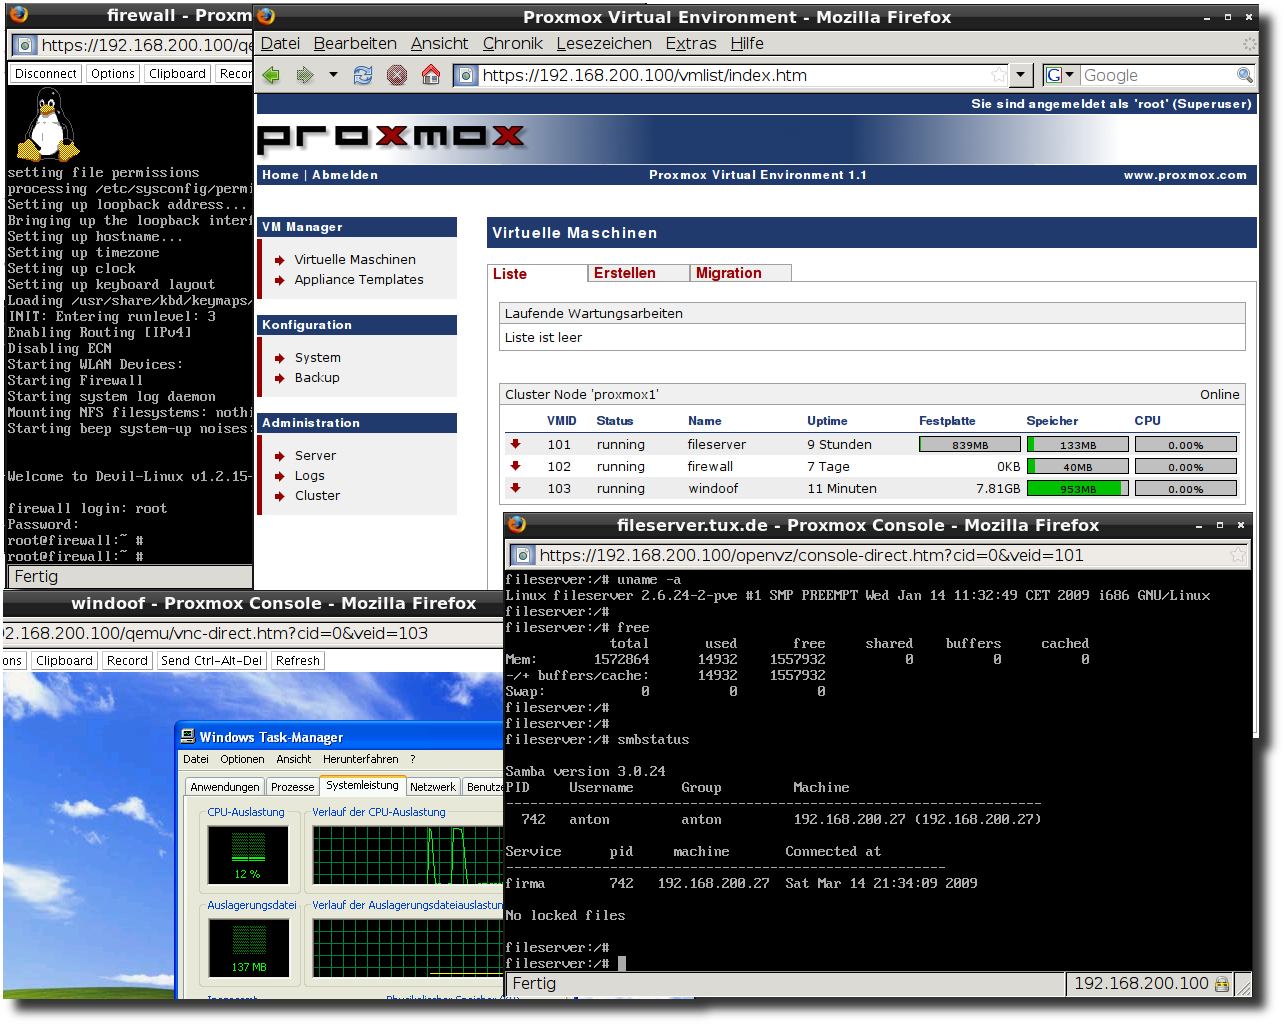 firewall - Proxm
https://192.168.200.100/qe
Disconnect Options Clipboard Recor
setting file permissions
processing /etc/sysconfig/permi
Setting up loopback address...
Bringing up the loopback interf
Setting up hostname...
Setting up timezone
Setting up clock
Setting up keyboard layout
Loading /usr/share/kbd/keymaps/
INIT: Entering runlevel: 3
Enabling Routing [IPv4]
Disabling ECN
Starting WLAN Devices:
Starting Firewall
Starting system log daemon
Mounting NFS filesystems: nothi
Starting beep system-up noises:
Welcome to Devil-Linux v1.2.15-
firewall login: root
Password:
root@firewall:~ #
root@firewall:~ #
Fertig
Proxmox Virtual Environment - Mozilla Firefox
Datei Bearbeiten Ansicht Chronik Lesezeichen Extras Hilfe
https://192.168.200.100/vmlist/index.htm
G Google
Sie sind angemeldet als 'root' (Superuser)
proxmox
Home | Abmelden Proxmox Virtual Environment 1.1 www.proxmox.com
VM Manager
Virtuelle Maschinen
Appliance Templates
Konfiguration
System
Backup
Administration
Server
Logs
Cluster
Virtuelle Maschinen
Liste Erstellen Migration
Laufende Wartungsarbeiten
Liste ist leer
Cluster Node 'proxmox1' Online
VMID Status Name Uptime Festplatte Speicher CPU
101 running fileserver 9 Stunden 839MB 133MB 0.00%
102 running firewall 7 Tage 0KB 40MB 0.00%
103 running windoof 11 Minuten 7.81GB 953MB 0.00%
windoof - Proxmox Console - Mozilla Firefox
2.168.200.100/qemu/vnc-direct.htm?cid=0&veid=103
ons Clipboard Record Send Ctrl-Alt-Del Refresh
Windows Task-Manager
Datei Optionen Ansicht Herunterfahren ?
Anwendungen Prozesse Systemleistung Netzwerk Benutze
CPU-Auslastung Verlauf der CPU-Auslastung
12 %
Auslagerungsdatei Verlauf der Auslagerungsdateiauslastun
137 MB
fileserver.tux.de - Proxmox Console - Mozilla Firefox
https://192.168.200.100/openvz/console-direct.htm?cid=0&veid=101
fileserver:/# uname -a
Linux fileserver 2.6.24-2-pve #1 SMP PREEMPT Wed Jan 14 11:32:49 CET 2009 i686 GNU/Linux
fileserver:/#
fileserver:/# free
total used free shared buffers cached
Mem: 1572864 14932 1557932 0 0 0
-/+ buffers/cache: 14932 1557932
Swap: 0 0 0
fileserver:/#
fileserver:/#
fileserver:/# smbstatus
Samba version 3.0.24
PID Username Group Machine
-------------------------------------------------------------------
742 anton anton 192.168.200.27 (192.168.200.27)
Service pid machine Connected at
-------------------------------------------------------
firma 742 192.168.200.27 Sat Mar 14 21:34:09 2009
No locked files
fileserver:/#
fileserver:/#
Fertig 192.168.200.100